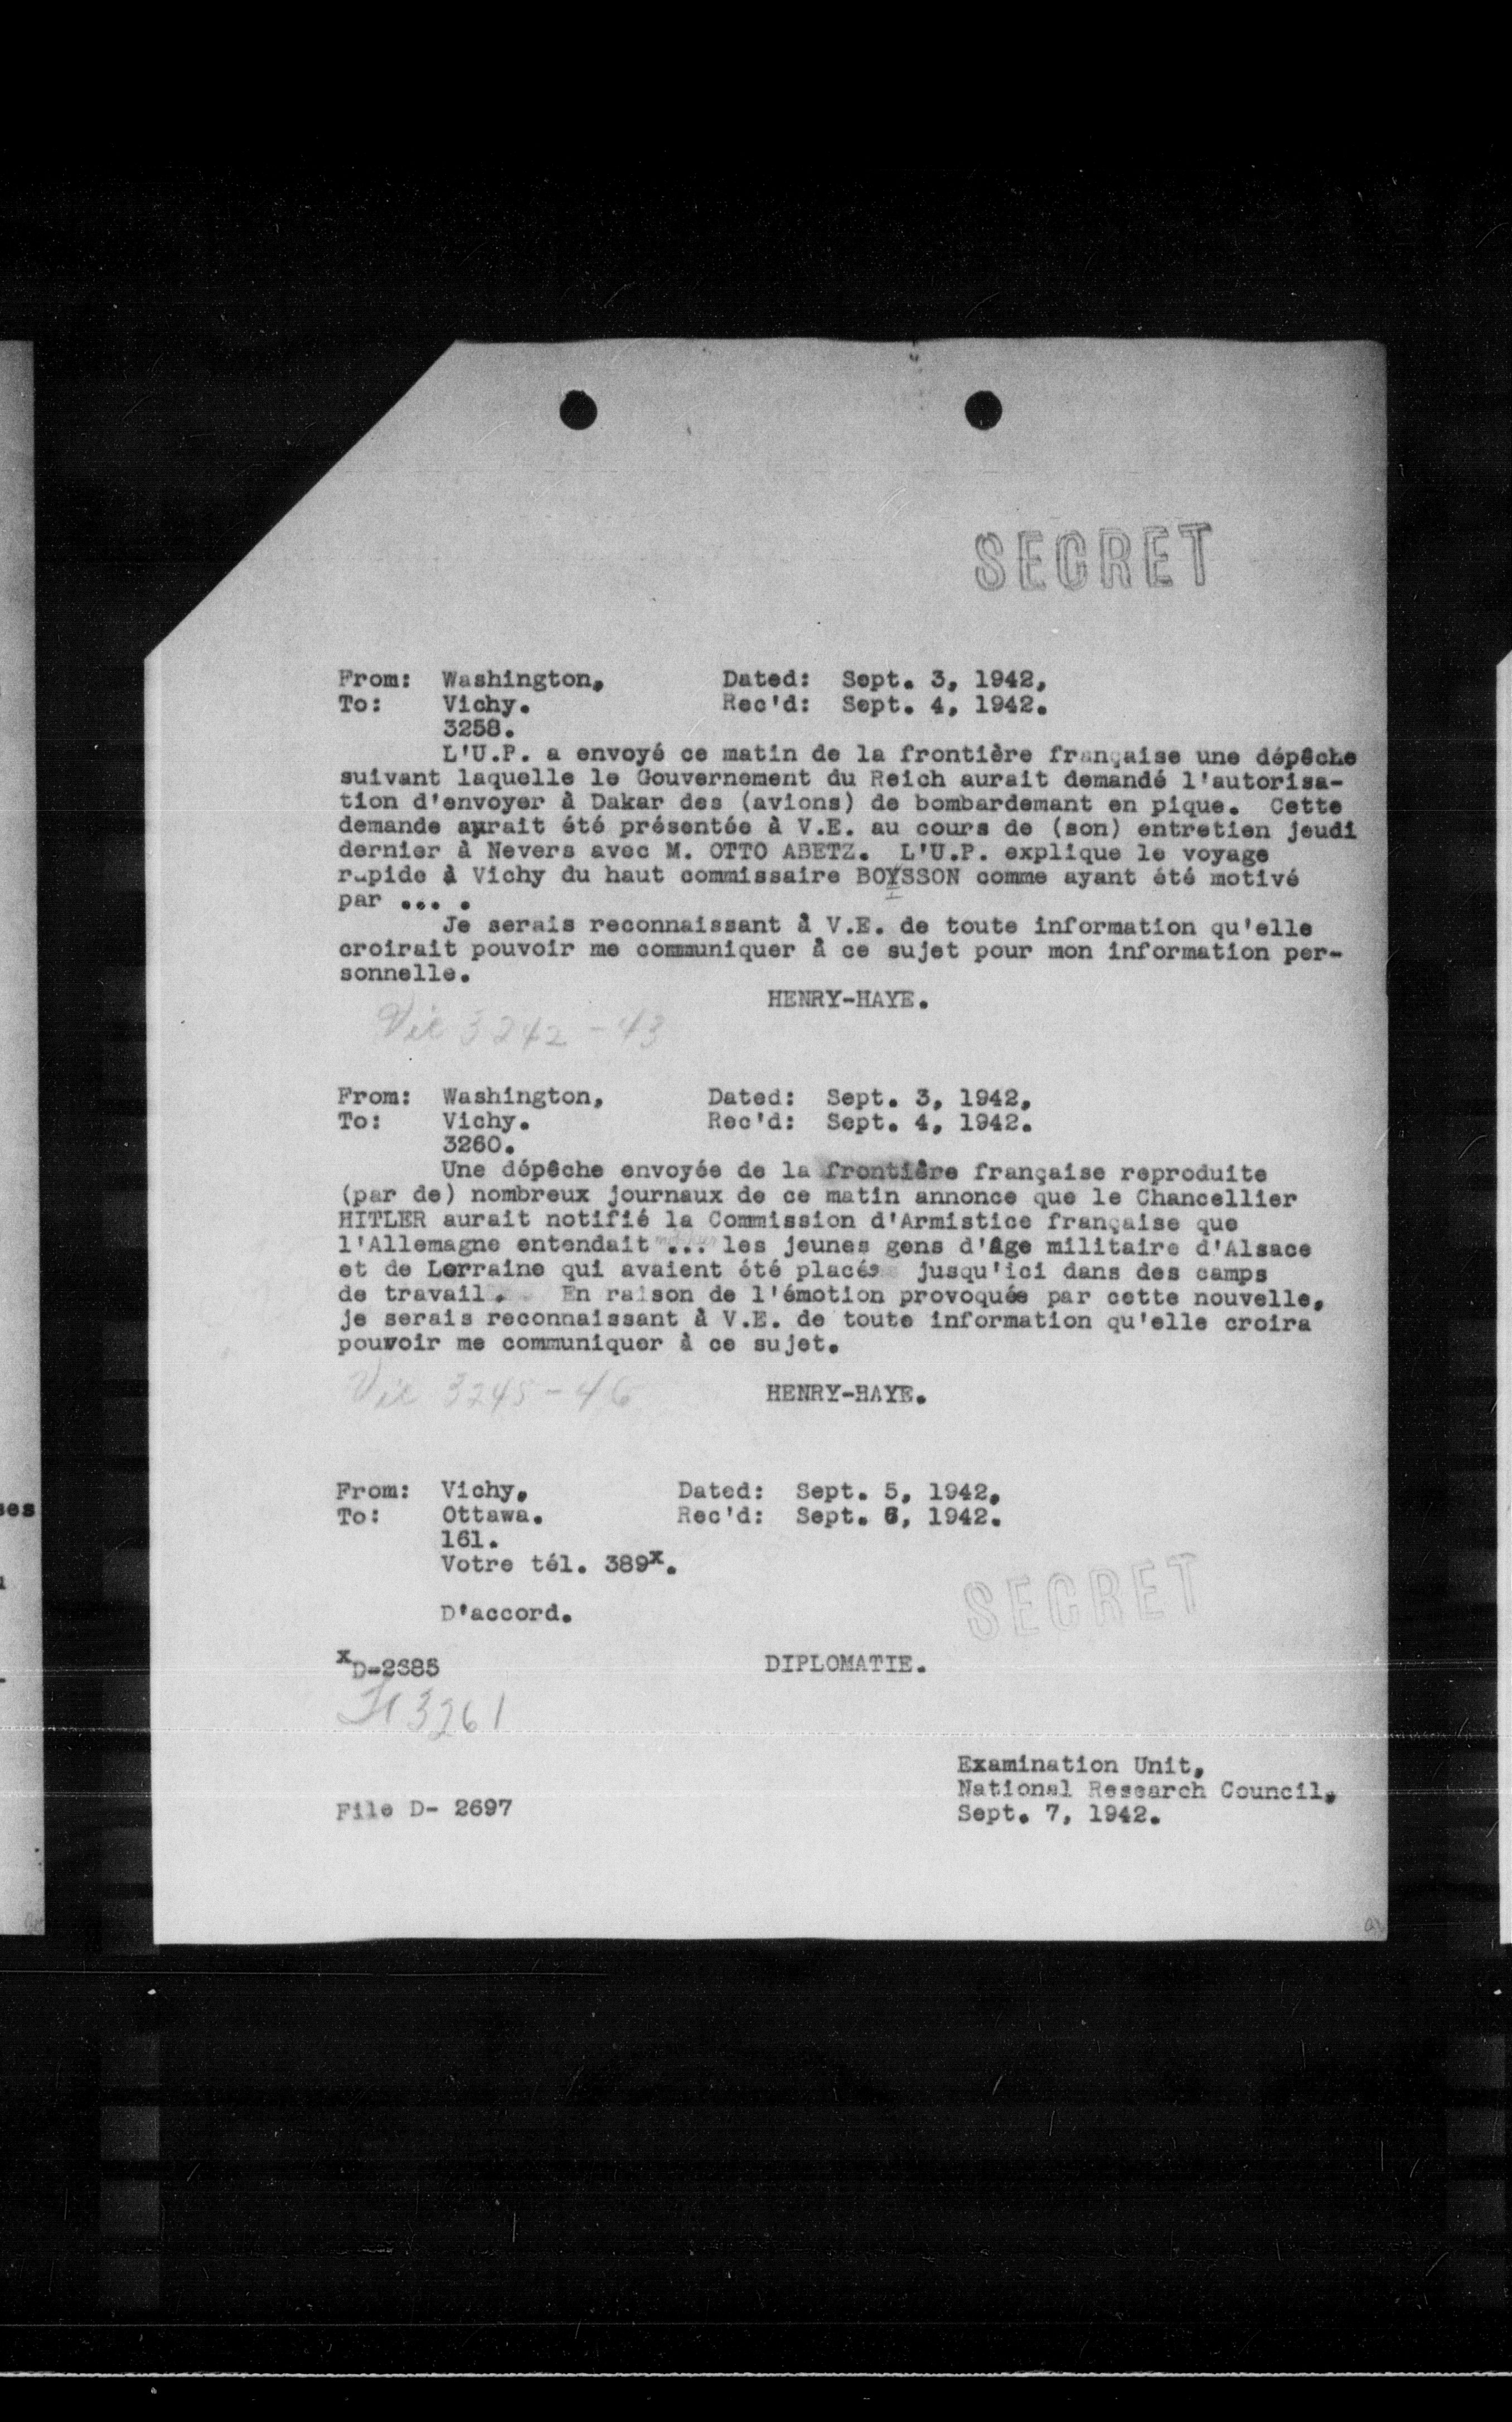 SECRET
From: Washington, Dated: Sept. 3, 1942,
To: Vichy. Rec'd: Sept. 4, 1942.
3258.
L'U.P. a envoyé ce matin de la frontière française une dépêche
suivant laquelle le Gouvernement du Reich aurait demandé l'autorisa-
tion d'envoyer à Dakar des (avions) de bombardemant en pique. Cette
demande aurait été présentée à V.E. au cours de (son) entretien jeudi
dernier à Nevers avec M. OTTO ABETZ. L'U.P. explique le voyage
rapide à Vichy du haut commissaire BOYSSON comme ayant été motivé
par ... .
Je serais reconnaissant à V.E. de toute information qu'elle
croirait pouvoir me communiquer à ce sujet pour mon information per-
sonnelle.
HENRY-HAYE.
Vic 3242-43
From: Washington, Dated: Sept. 3, 1942,
To: Vichy. Rec'd: Sept. 4, 1942.
3260.
Une dépêche envoyée de la frontière française reproduite
(par de) nombreux journaux de ce matin annonce que le Chancellier
HITLER aurait notifié la Commission d'Armistice française que
l'Allemagne entendait ... les jeunes gens d'âge militaire d'Alsace
et de Lorraine qui avaient été placés jusqu'ici dans des camps
de travail. En raison de l'émotion provoquée par cette nouvelle,
je serais reconnaissant à V.E. de toute information qu'elle croira
pouvoir me communiquer à ce sujet.
Vic 3245-46 HENRY-HAYE.
From: Vichy, Dated: Sept. 5, 1942,
To: Ottawa. Rec'd: Sept. 6, 1942.
161.
Votre tél. 389x.
SECRET
D'accord.
xD-2685 DIPLOMATIE.
3261
Examination Unit,
National Research Council,
File D- 2697 Sept. 7, 1942.